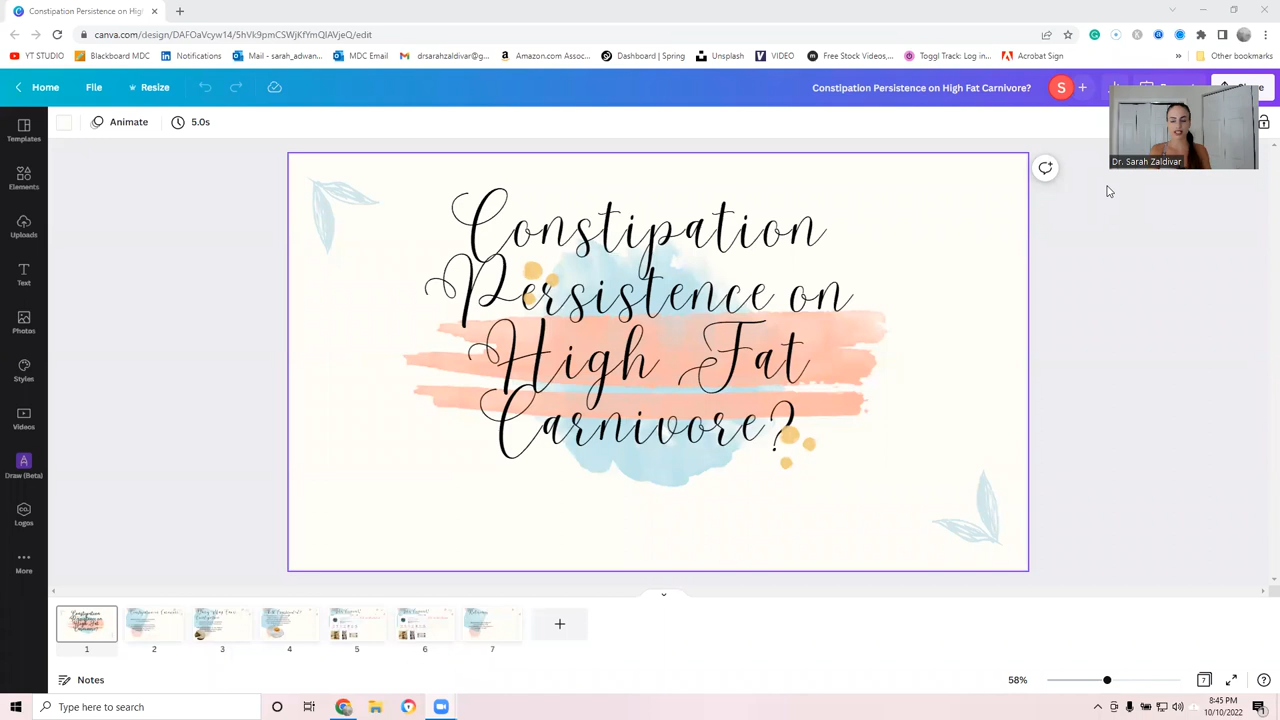 Constipation Persistence on Hig
canva.com/design/DAFOaVcyw14/5hVk9pmCSWjKfYmQIAVjeQ/edit
YT STUDIO
Blackboard MDC
Notifications
Mail - sarah_adwan...
MDC Email
drsarahzaldivar@g...
Amazon.com Assoc...
Dashboard | Spring
Unsplash
VIDEO
Free Stock Videos,...
Toggl Track: Log in...
Acrobat Sign
Other bookmarks
Home
File
Resize
Constipation Persistence on High Fat Carnivore?
S
Animate
5.0s
Dr. Sarah Zaldivar
Templates
Elements
Uploads
Text
Photos
Styles
Videos
Draw (Beta)
Logos
More
Constipation
Persistence on
High Fat
Carnivore?
1
2
3
4
5
6
7
Notes
58%
7
Type here to search
8:45 PM
10/10/2022